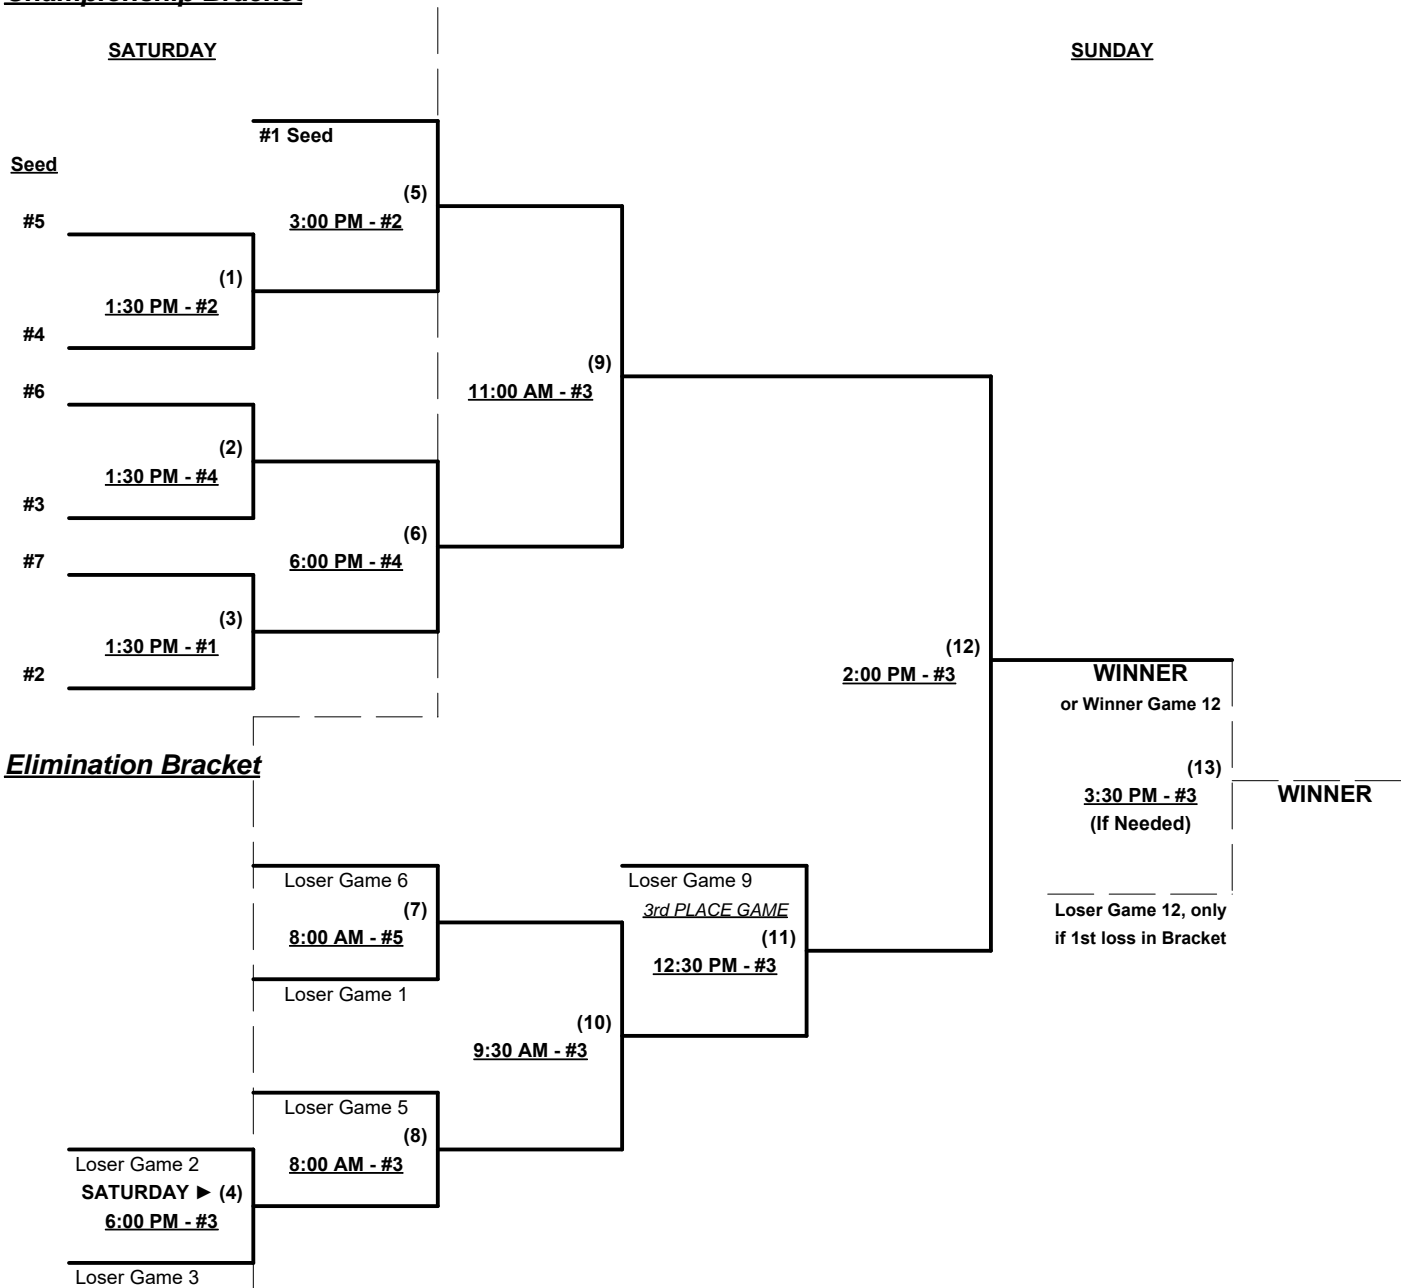 Championship Bracket
SATURDAY
SUNDAY
#1 Seed
Seed
(5)
3:00 PM - #2
#5
(1)
1:30 PM - #2
#4
(9)
11:00 AM - #3
#6
(2)
1:30 PM - #4
#3
(6)
6:00 PM - #4
#7
(3)
1:30 PM - #1
#2
(12)
2:00 PM - #3
WINNER
or Winner Game 12
Elimination Bracket
(13)
3:30 PM - #3
(If Needed)
WINNER
Loser Game 6
(7)
8:00 AM - #5
Loser Game 1
Loser Game 9
3rd PLACE GAME
(11)
12:30 PM - #3
Loser Game 12, only
if 1st loss in Bracket
(10)
9:30 AM - #3
Loser Game 5
(8)
8:00 AM - #3
Loser Game 2
SATURDAY ► (4)
6:00 PM - #3
Loser Game 3